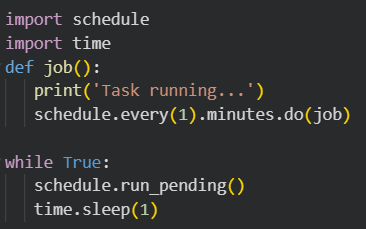 import schedule
import time
def job():
    print('Task running...')
    schedule.every(1).minutes.do(job)

while True:
    schedule.run_pending()
    time.sleep(1)